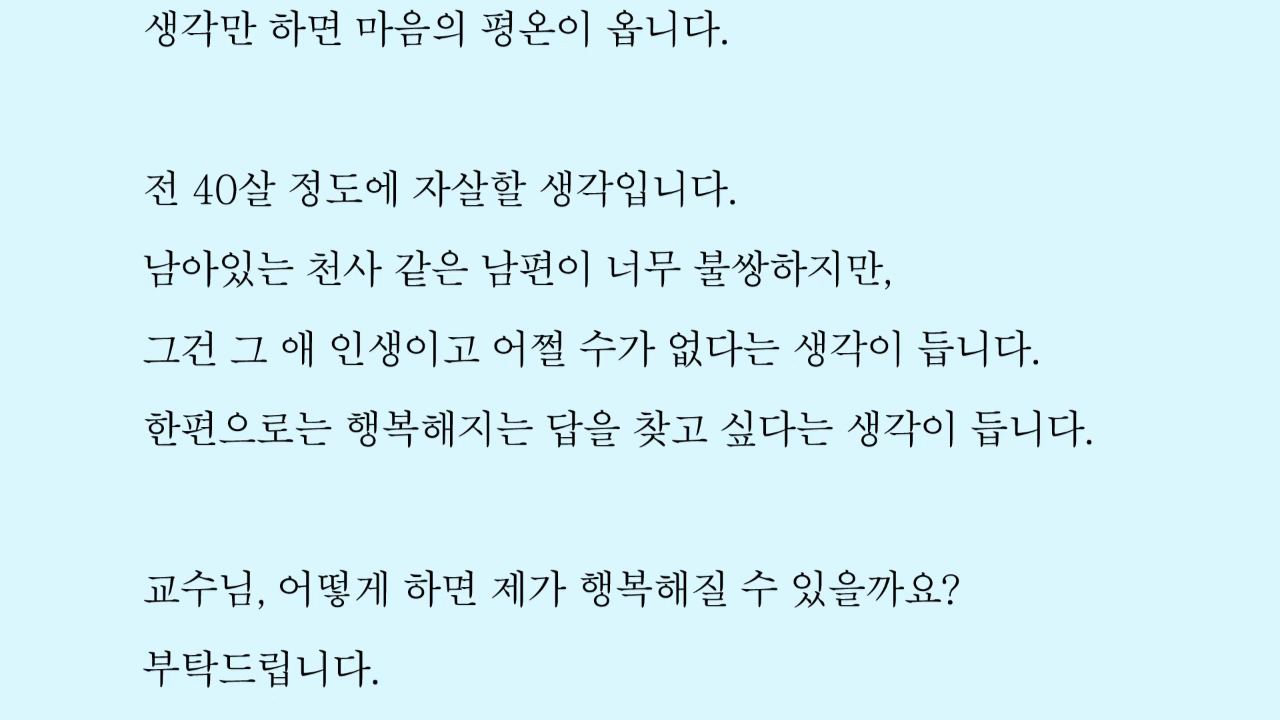 생각만 하면 마음의 평온이 옵니다.
전 40살 정도에 자살할 생각입니다.
남아있는 천사 같은 남편이 너무 불쌍하지만,
그건 그 애 인생이고 어쩔 수가 없다는 생각이 듭니다.
한편으로는 행복해지는 답을 찾고 싶다는 생각이 듭니다.
교수님, 어떻게 하면 제가 행복해질 수 있을까요?
부탁드립니다.